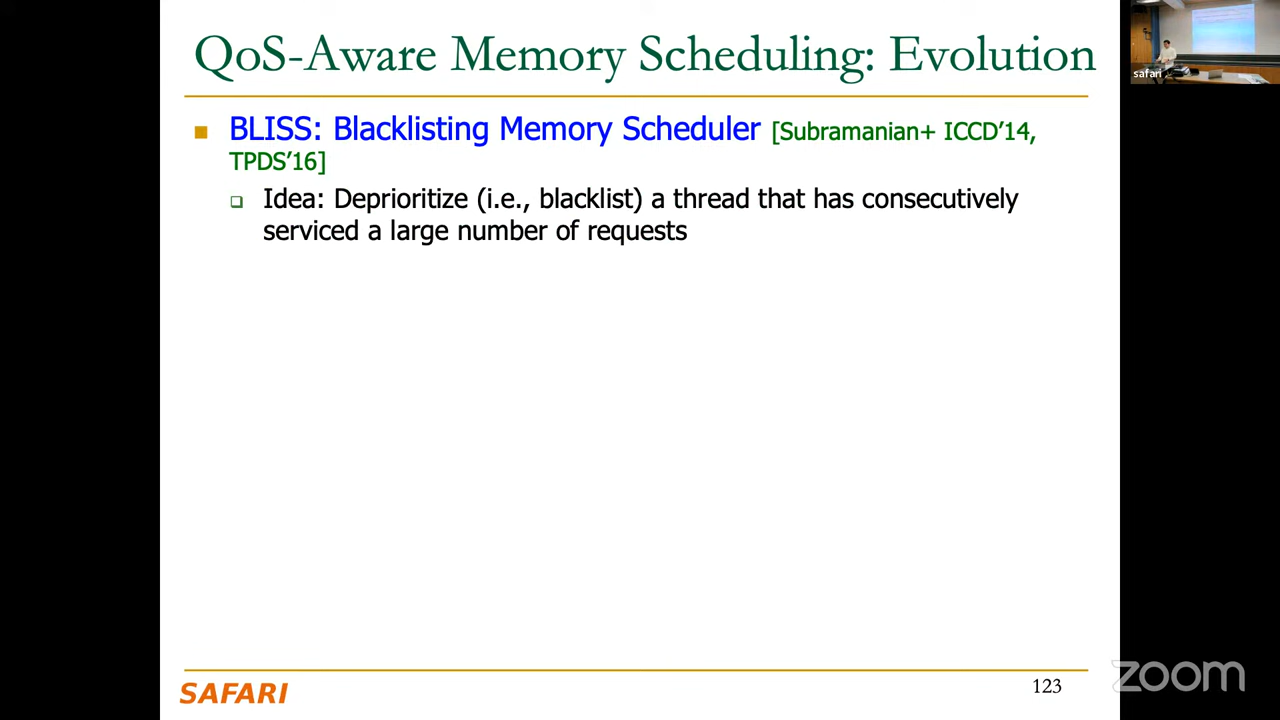 QoS-Aware Memory Scheduling: Evolution
BLISS: Blacklisting Memory Scheduler [Subramanian+ ICCD’14,
TPDS’16]
Idea: Deprioritize (i.e., blacklist) a thread that has consecutively
serviced a large number of requests
SAFARI
123
safari
zoom